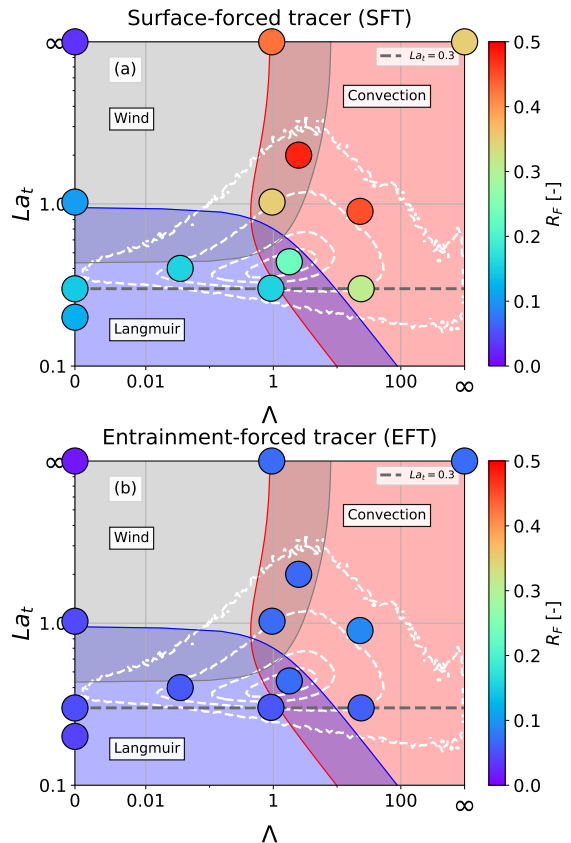 Surface-forced tracer (SFT)
∞
(a)
La_t = 0.3
Convection
Wind
1.0
La_t
Langmuir
0.1
0
0.01
1
100
∞
Λ
0.5
0.4
0.3
0.2
0.1
0.0
R_F [-]
Entrainment-forced tracer (EFT)
∞
(b)
La_t = 0.3
Convection
Wind
1.0
La_t
Langmuir
0.1
0
0.01
1
100
∞
Λ
0.5
0.4
0.3
0.2
0.1
0.0
R_F [-]